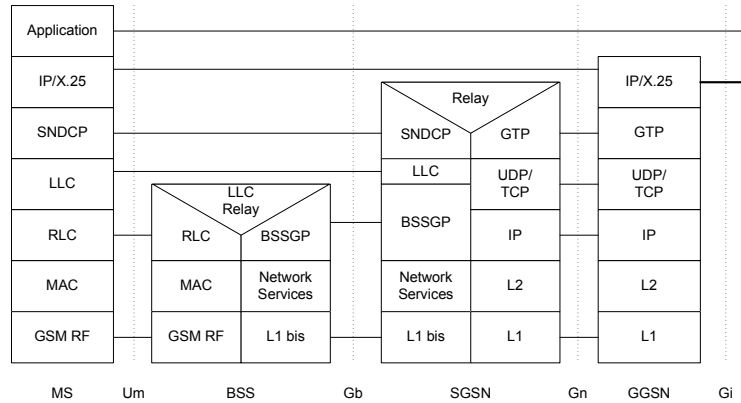 Application
IP/X.25
SNDCP
LLC
RLC
MAC
GSM RF
LLC
Relay
RLC
BSSGP
MAC
Network
Services
GSM RF
L1 bis
Relay
SNDCP
GTP
LLC
UDP/
TCP
BSSGP
IP
Network
Services
L2
L1 bis
L1
IP/X.25
GTP
UDP/
TCP
IP
L2
L1
MS
Um
BSS
Gb
SGSN
Gn
GGSN
Gi